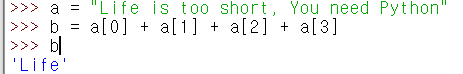 >>> a = "Life is too short, You need Python"
>>> b = a[0] + a[1] + a[2] + a[3]
>>> b
'Life'